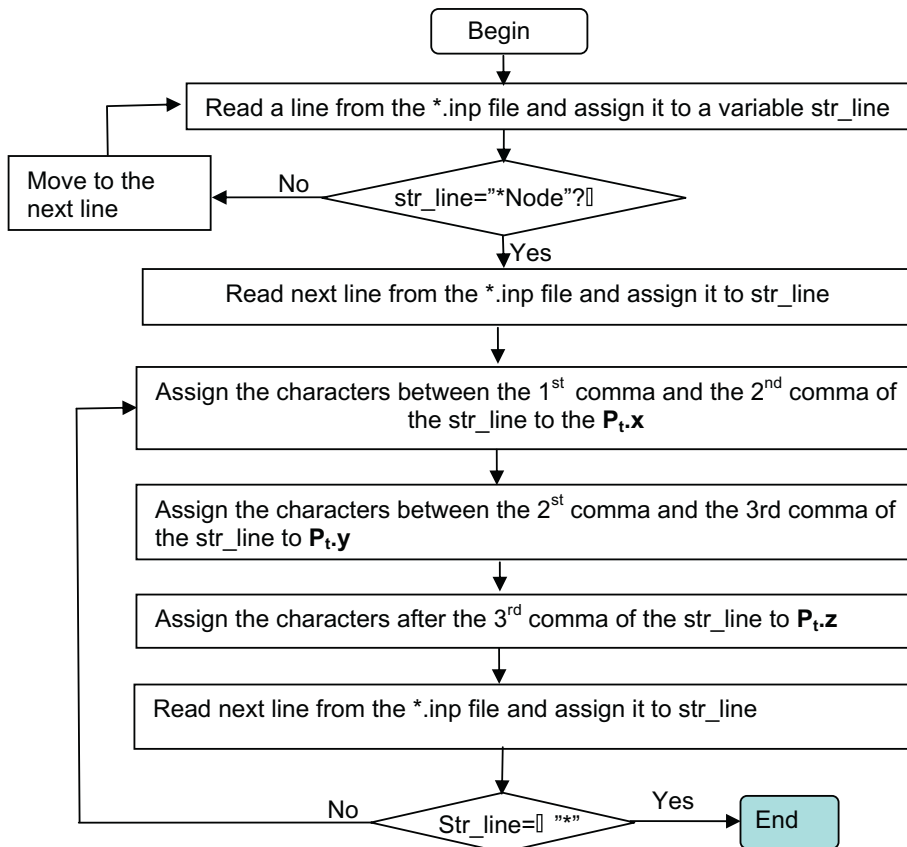 Begin
Read a line from the *.inp file and assign it to a variable str_line
Move to the
next line
No
str_line=”*Node”?▯
Yes
Read next line from the *.inp file and assign it to str_line
Assign the characters between the 1st comma and the 2nd comma of
the str_line to the Pt.x
Assign the characters between the 2st comma and the 3rd comma of
the str_line to Pt.y
Assign the characters after the 3rd comma of the str_line to Pt.z
Read next line from the *.inp file and assign it to str_line
No
Str_line=▯ ”*”
Yes
End